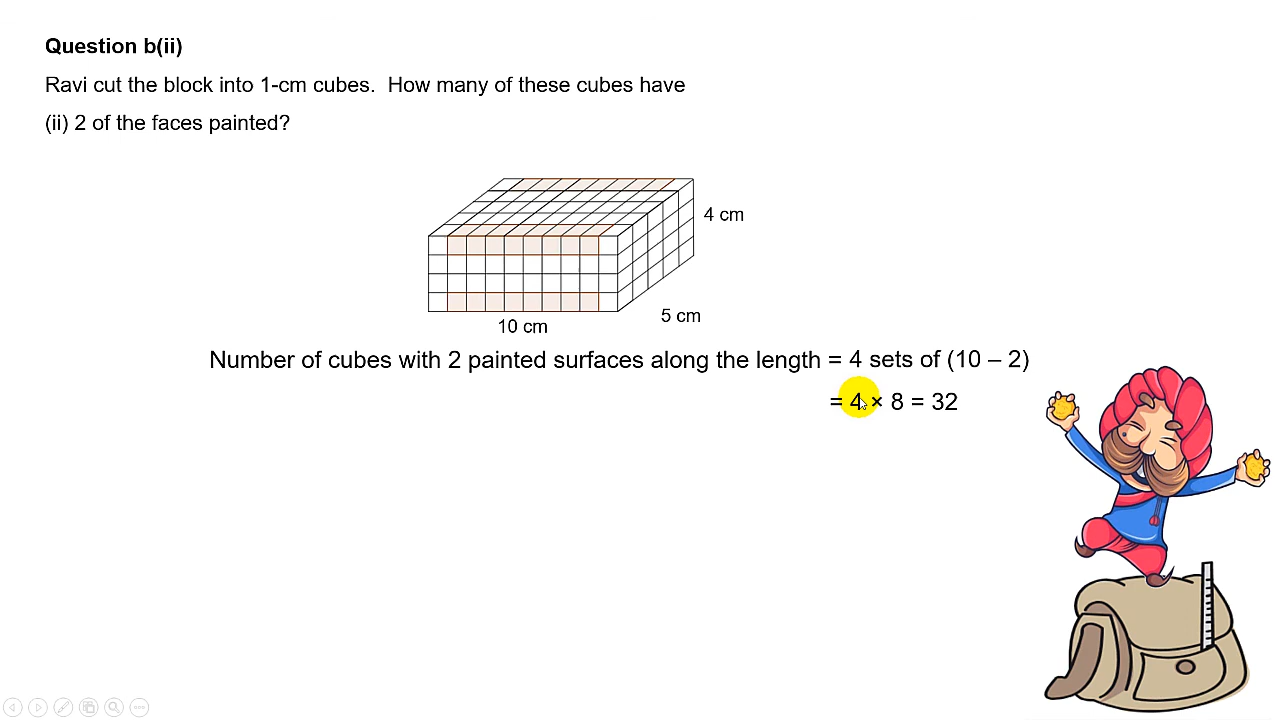 Question b(ii)
Ravi cut the block into 1-cm cubes. How many of these cubes have
(ii) 2 of the faces painted?
4 cm
5 cm
10 cm
Number of cubes with 2 painted surfaces along the length = 4 sets of (10 – 2)
= 4 × 8 = 32